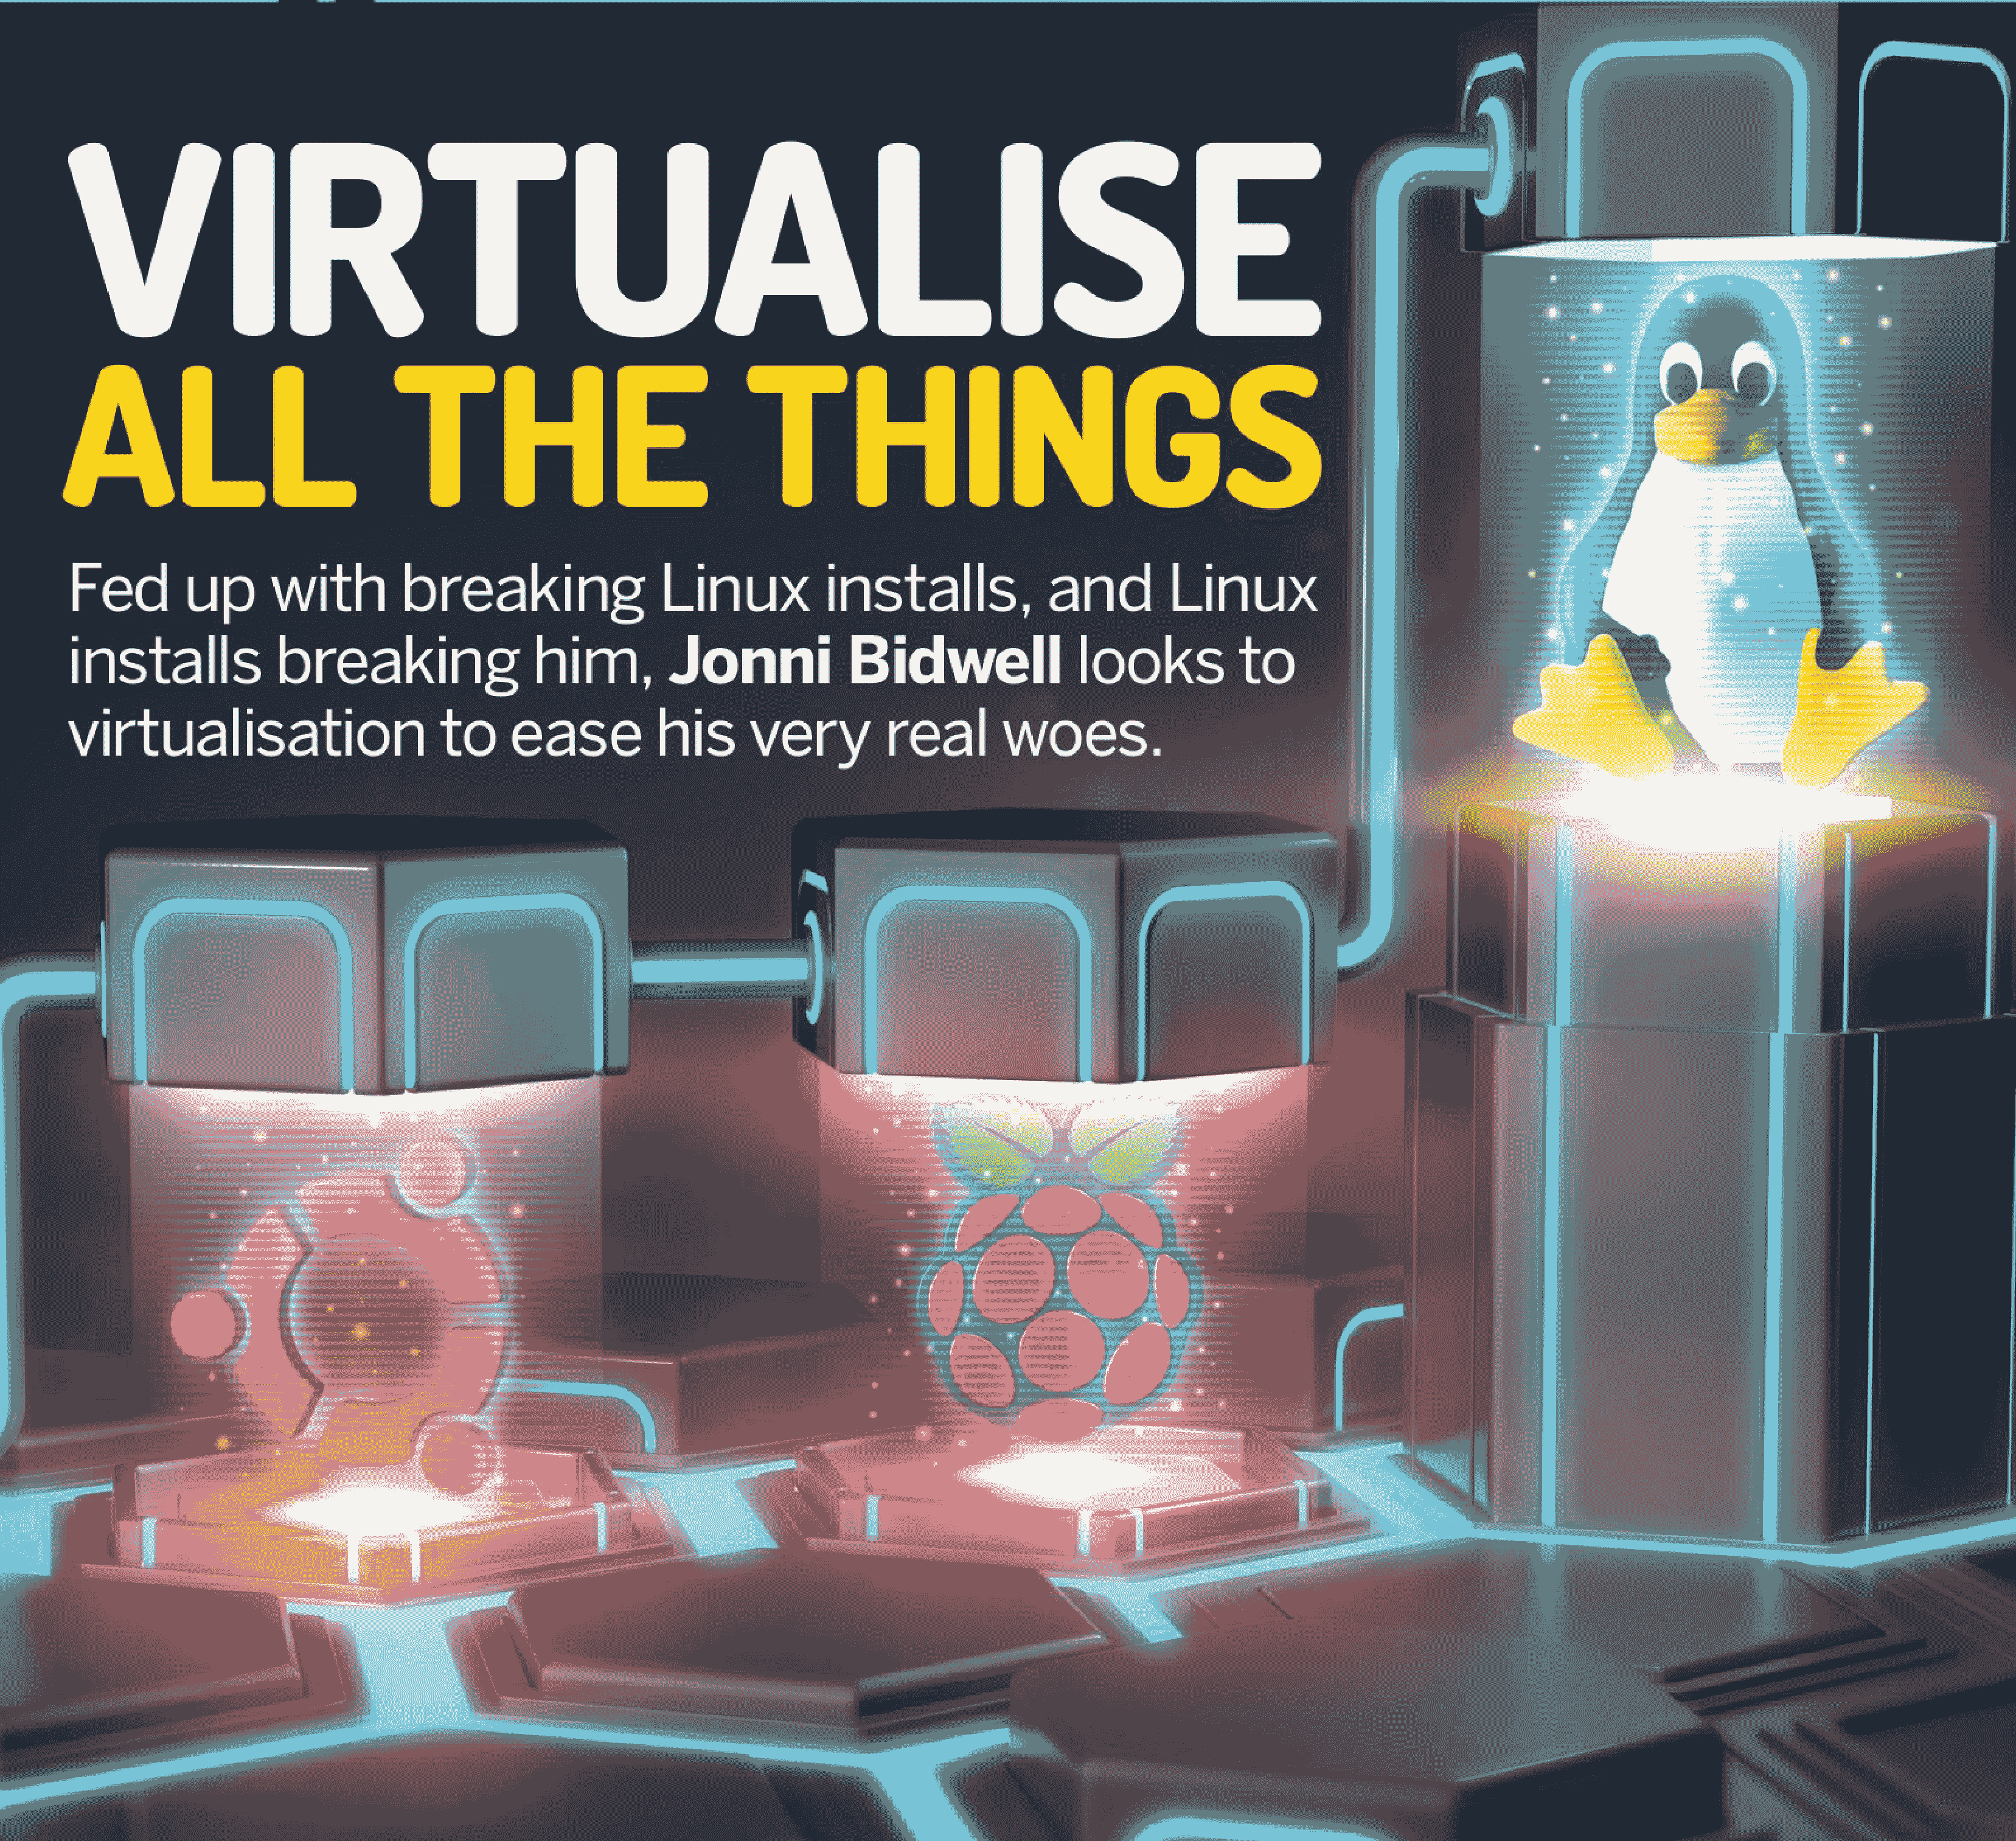 VIRTUALISE
ALL THE THINGS
Fed up with breaking Linux installs, and Linux
installs breaking him, Jonni Bidwell looks to
virtualisation to ease his very real woes.